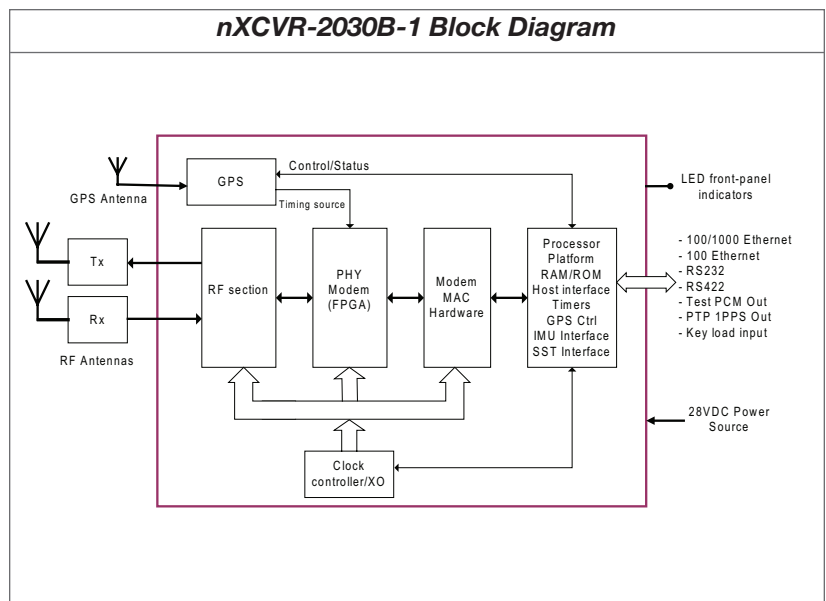 nXCVR-2030B-1 Block Diagram
GPS Antenna
GPS
Control/Status
Timing source
LED front-panel
indicators
Tx
Rx
RF Antennas
RF section
PHY
Modem
(FPGA)
Modem
MAC
Hardware
Processor
Platform
RAM/ROM
Host interface
Timers
GPS Ctrl
IMU Interface
SST Interface
- 100/1000 Ethernet
- 100 Ethernet
- RS232
- RS422
- Test PCM Out
- PTP 1PPS Out
- Key load input
28VDC Power
Source
Clock
controller/XO